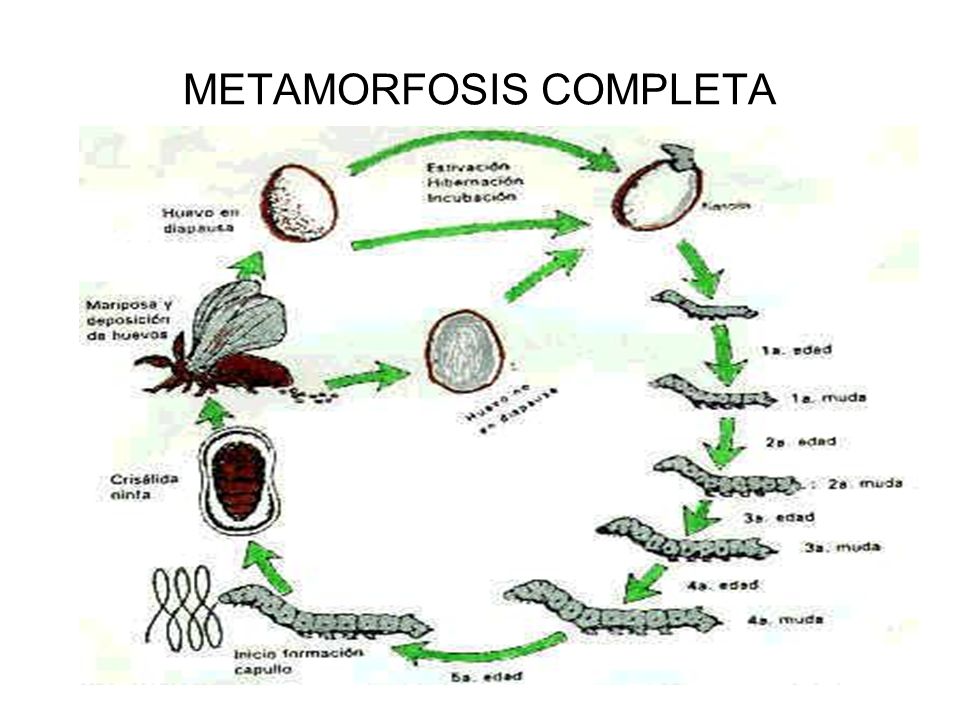 METAMORFOSIS COMPLETA
Estivación
Hibernación
Incubación
Huevo en
diapausa
Mariposa y
deposición
de huevos
Huevo no
en diapausa
1a. edad
1a. muda
2a. edad
2a. muda
3a. edad
3a. muda
4a. edad
4a. muda
5a. edad
Inicio formación
capullo
Crisálida
ninfa